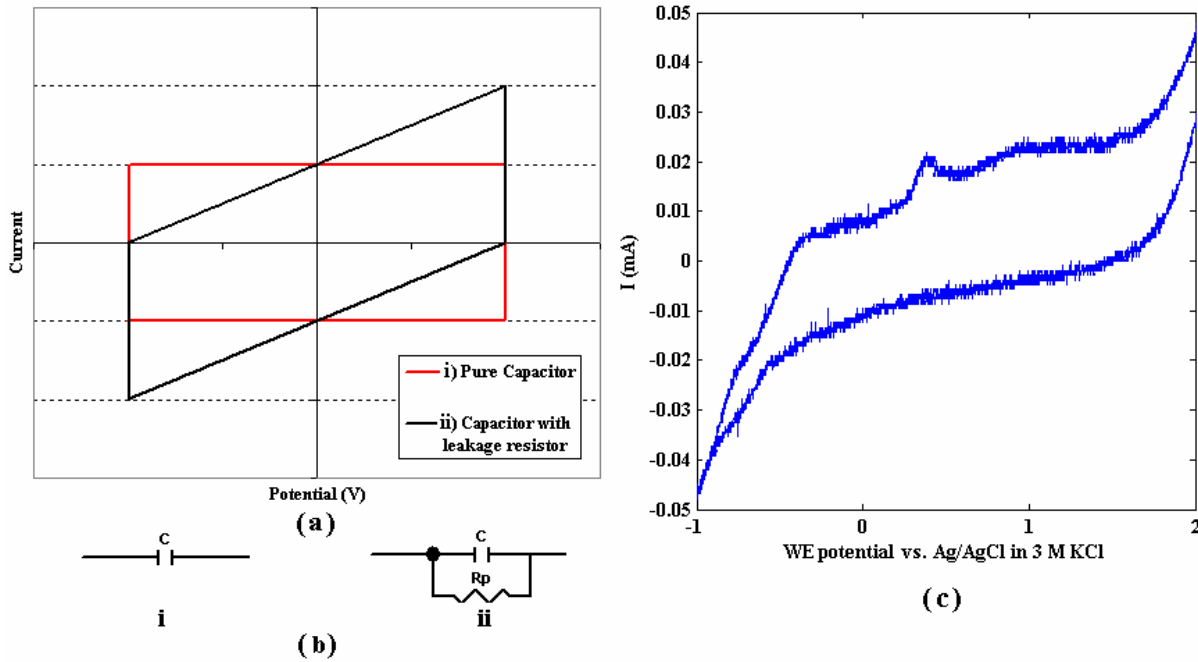 Current
i) Pure Capacitor
ii) Capacitor with
leakage resistor
Potential (V)
(a)
C
i
C
Rp
ii
(b)
I (mA)
0.05
0.04
0.03
0.02
0.01
0
-0.01
-0.02
-0.03
-0.04
-0.05
-1
0
1
2
WE potential vs. Ag/AgCl in 3 M KCl
(c)